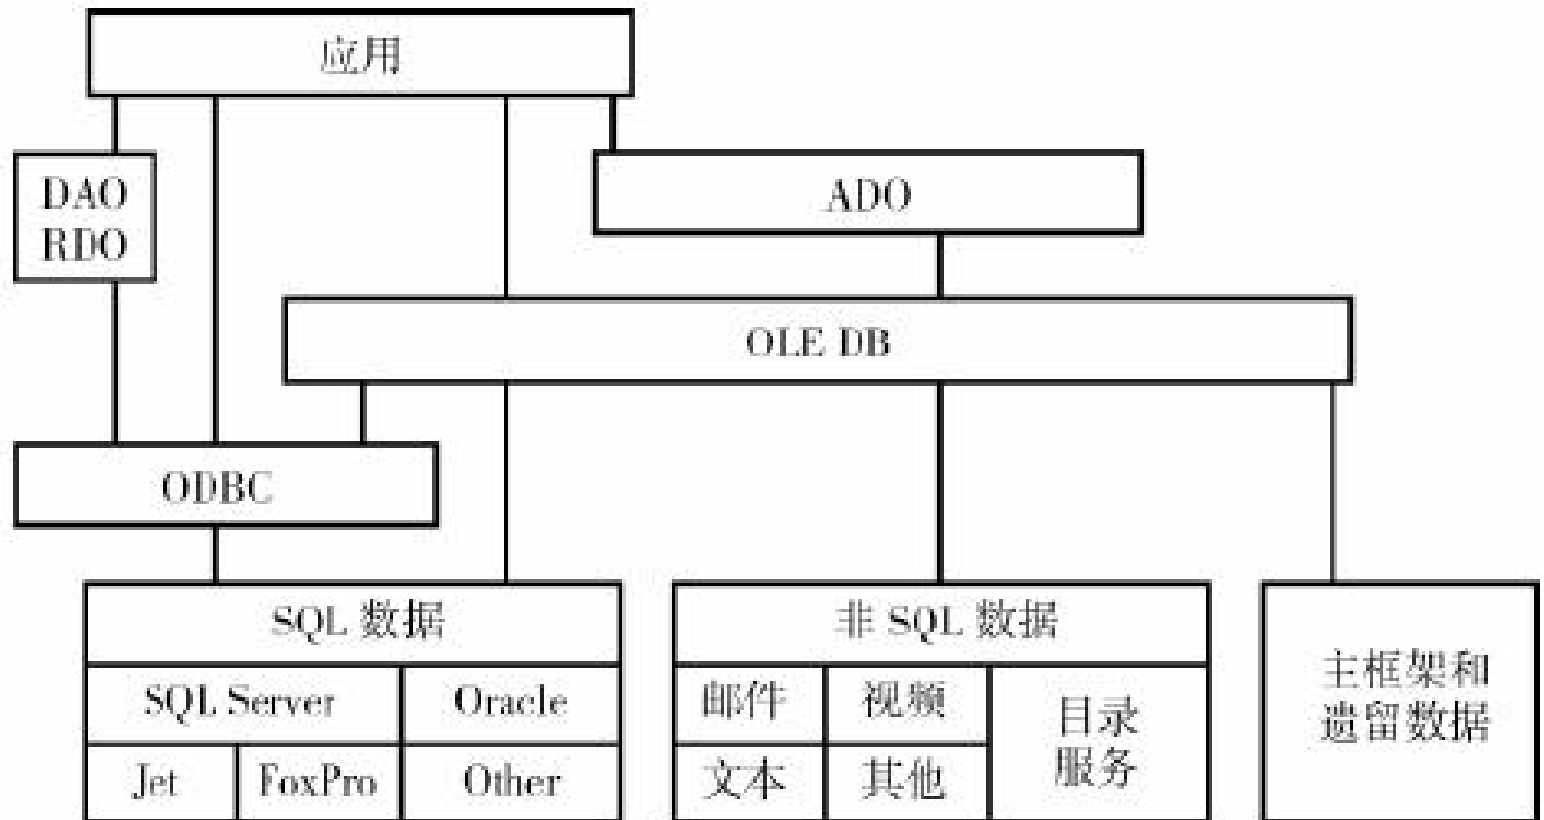 应用
DAO
RDO
ADO
OLE DB
ODBC
SQL 数据
SQL Server
Oracle
Jet
FoxPro
Other
非 SQL 数据
邮件
视频
文本
其他
目录
服务
主框架和
遗留数据